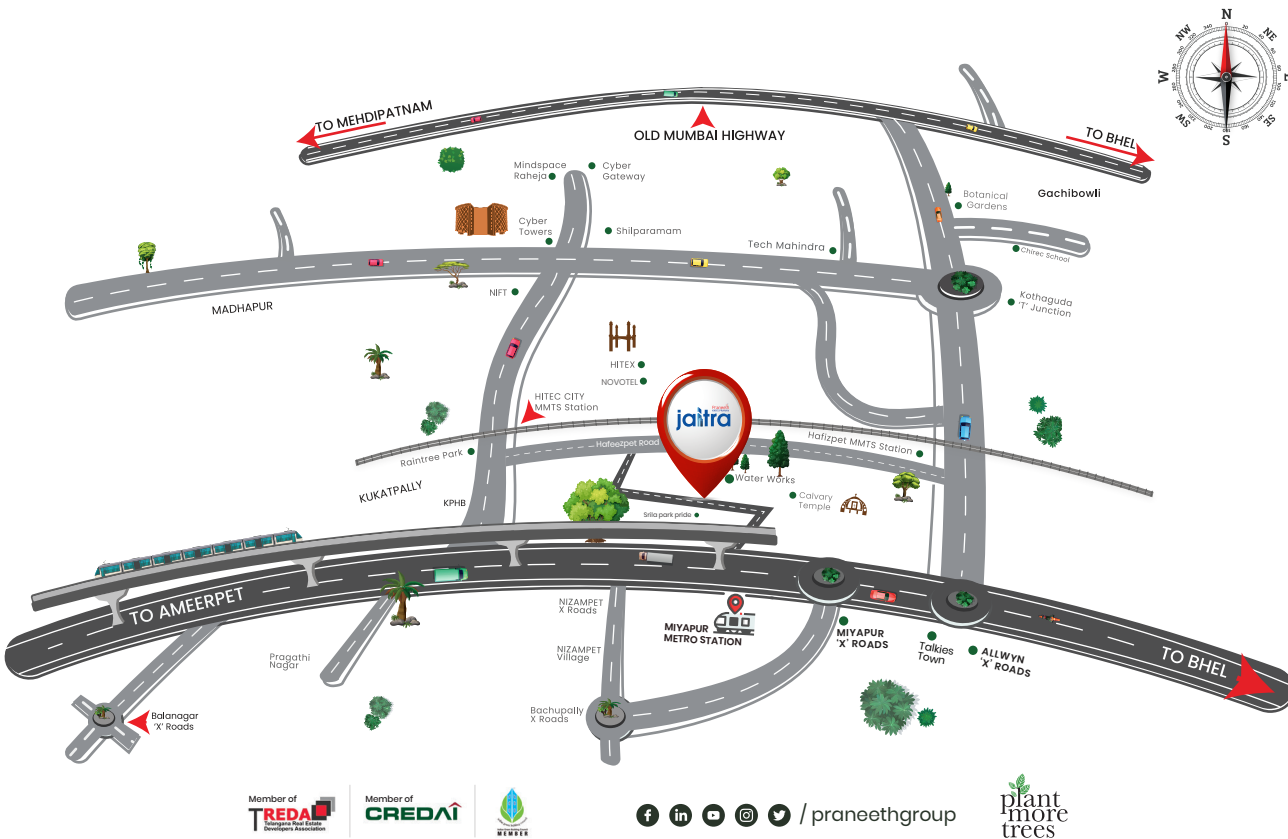 N
NW
NE
W
SW
SE
S
TO MEHDIPATNAM
OLD MUMBAI HIGHWAY
TO BHEL
Gachibowli
Mindspace
Raheja
Cyber
Gateway
Botanical
Gardens
Cyber
Towers
Shilparamam
Tech Mahindra
Chirec School
MADHAPUR
NIFT
Kothaguda
'T' Junction
HITEX
NOVOTEL
HITEC CITY
MMTS Station
Praneeth
jaitra
Hafeezpet Road
Hafizpet MMTS Station
Raintree Park
KUKATPALLY
KPHB
Water Works
Calvary
Temple
Srila park pride
TO AMEERPET
NIZAMPET
X Roads
MIYAPUR
METRO STATION
MIYAPUR
'X' ROADS
Talkies
Town
ALLWYN
'X' ROADS
TO BHEL
Pragathi
Nagar
NIZAMPET
Village
Bachupally
X Roads
Balanagar
'X' Roads
Member of
TREDA
Telangana Real Estate
Developers Association
Member of
CREDAI
MEMBER
/ praneethgroup
plant
more
trees